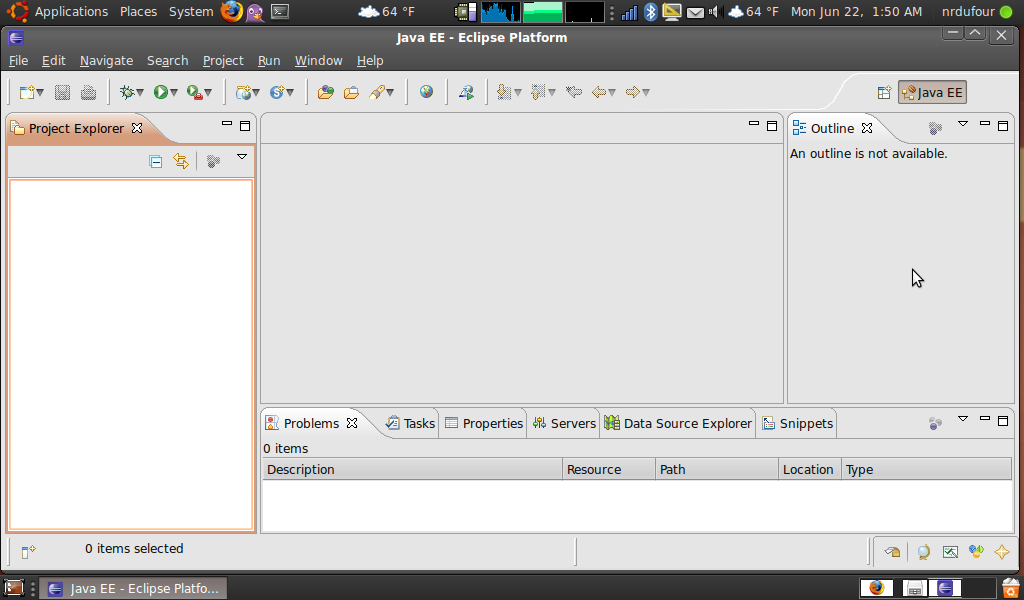 Applications Places System 64 °F 64 °F Mon Jun 22, 1:50 AM nrdufour
Java EE - Eclipse Platform
File Edit Navigate Search Project Run Window Help
Java EE
Project Explorer Outline
An outline is not available.
Problems Tasks Properties Servers Data Source Explorer Snippets
0 items
Description Resource Path Location Type
0 items selected
Java EE - Eclipse Platfo...